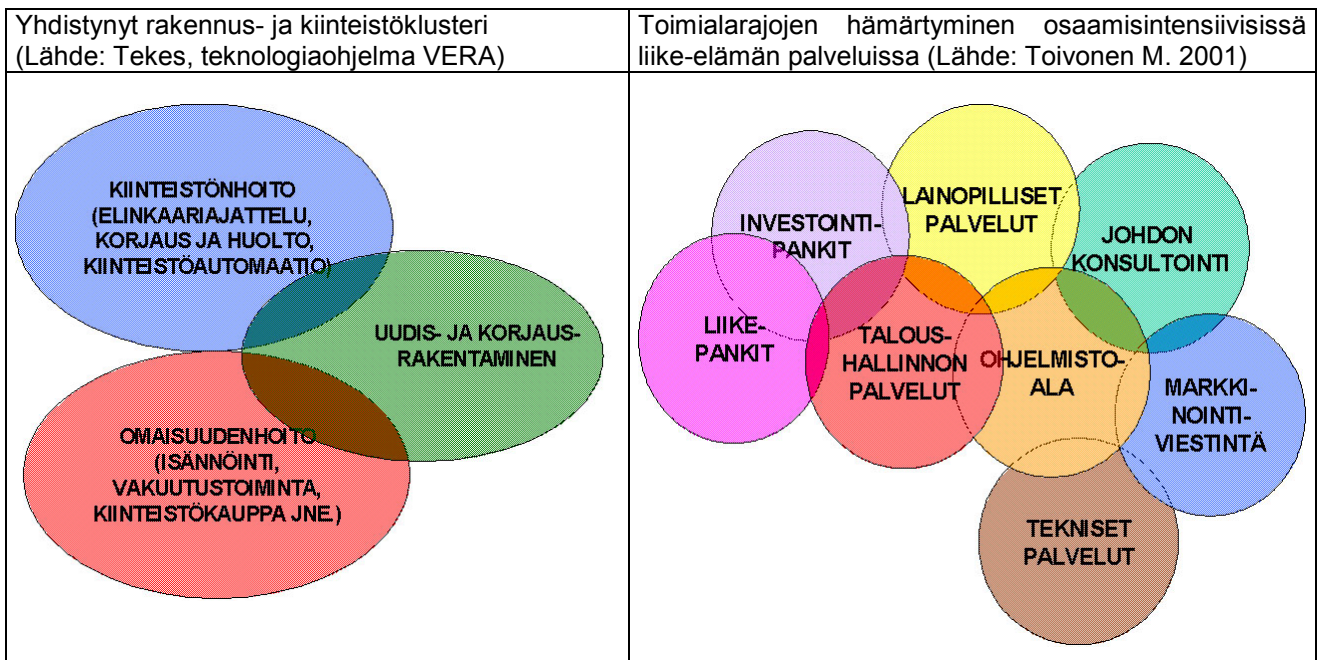 Yhdistynyt rakennus- ja kiinteistöklusteri
(Lähde: Tekes, teknologiaohjelma VERA)
KIINTEISTÖNHOITO
(ELINKAARIAJATTELU,
KORJAUS JA HUOLTO,
KIINTEISTÖAUTOMAATIO)
UUDIS- JA KORJAUS-
RAKENTAMINEN
OMAISUUDENHOITO
(ISÄNNÖINTI,
VAKUUTUSTOIMINTA,
KIINTEISTÖKAUPPA JNE.)
Toimialarajojen hämärtyminen osaamisintensiivisissä
liike-elämän palveluissa (Lähde: Toivonen M. 2001)
LAINOPILLISET
PALVELUT
INVESTOINTI-
PANKIT
JOHDON
KONSULTOINTI
LIIKE-
PANKIT
TALOUS-
HALLINNON
PALVELUT
OHJELMISTO-
ALA
MARKKI-
NOINTI-
VIESTINTÄ
TEKNISET
PALVELUT